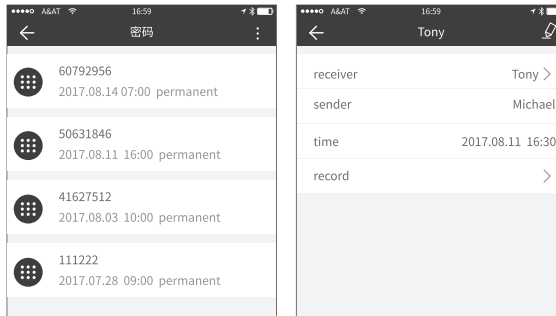 A&AT 16:59
密码
60792956
2017.08.14 07:00 permanent
50631846
2017.08.11 16:00 permanent
41627512
2017.08.03 10:00 permanent
111222
2017.07.28 09:00 permanent
A&AT 16:59
Tony
receiver Tony
sender Michael
time 2017.08.11 16:30
record